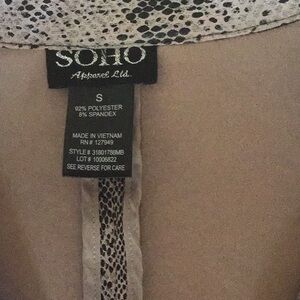 SOHO
Apparel Ltd.
S
92% POLYESTER
8% SPANDEX
MADE IN VIETNAM
RN # 127949
STYLE # 31801788MB
LOT # 10006822
SEE REVERSE FOR CARE